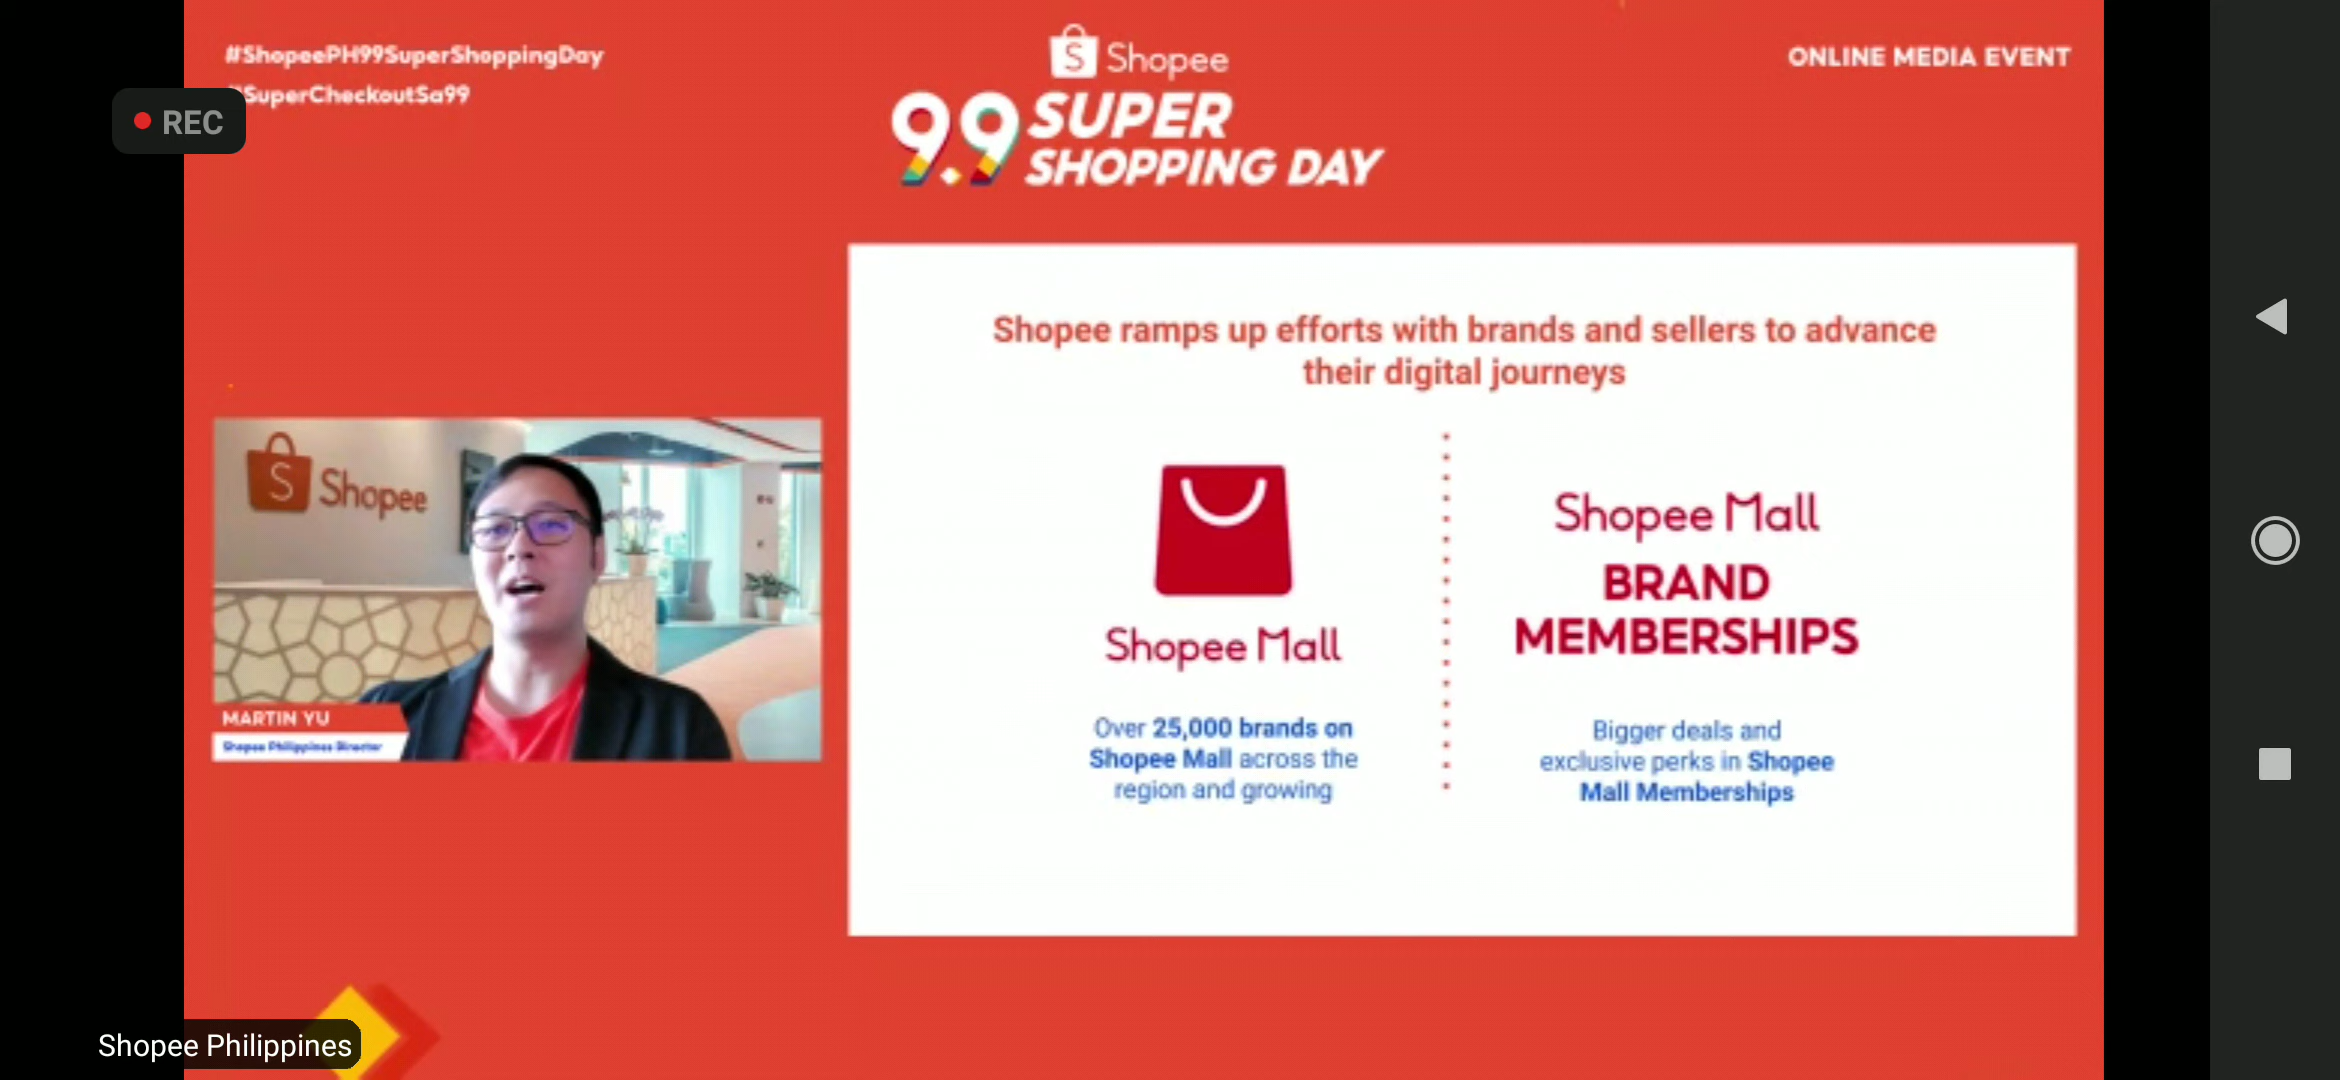 #ShopeePH99SuperShoppingDay
#SuperCheckoutSa99
REC
Shopee
9.9 SUPER
SHOPPING DAY
ONLINE MEDIA EVENT
Shopee
MARTIN YU
Shopee Philippines Director
Shopee ramps up efforts with brands and sellers to advance
their digital journeys
Shopee Mall
Over 25,000 brands on
Shopee Mall across the
region and growing
Shopee Mall
BRAND
MEMBERSHIPS
Bigger deals and
exclusive perks in Shopee
Mall Memberships
Shopee Philippines